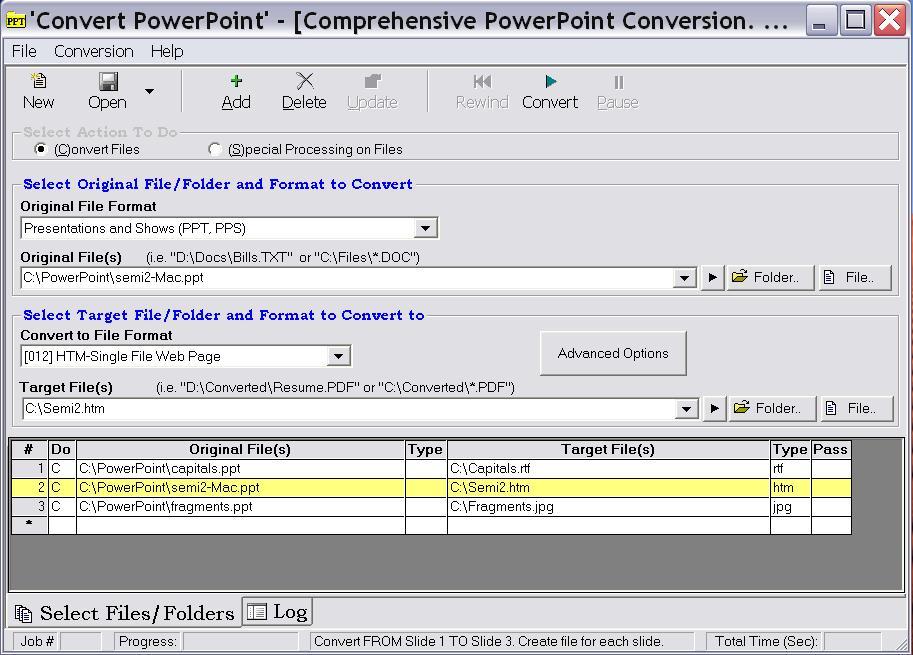 PPT 'Convert PowerPoint' - [Comprehensive PowerPoint Conversion. ...
File Conversion Help
New Open Add Delete Update Rewind Convert Pause
Select Action To Do
(C)onvert Files (S)pecial Processing on Files
Select Original File/Folder and Format to Convert
Original File Format
Presentations and Shows (PPT, PPS)
Original File(s) (i.e. "D:\Docs\Bills.TXT" or "C:\Files\*.DOC")
C:\PowerPoint\semi2-Mac.ppt Folder.. File..
Select Target File/Folder and Format to Convert to
Convert to File Format
[012] HTM-Single File Web Page Advanced Options
Target File(s) (i.e. "D:\Converted\Resume.PDF" or "C:\Converted\*.PDF")
C:\Semi2.htm Folder.. File..
# Do Original File(s) Type Target File(s) Type Pass
1 C C:\PowerPoint\capitals.ppt C:\Capitals.rtf rtf
2 C C:\PowerPoint\semi2-Mac.ppt C:\Semi2.htm htm
3 C C:\PowerPoint\fragments.ppt C:\Fragments.jpg jpg
*
Select Files/Folders Log
Job # Progress: Convert FROM Slide 1 TO Slide 3. Create file for each slide. Total Time (Sec):